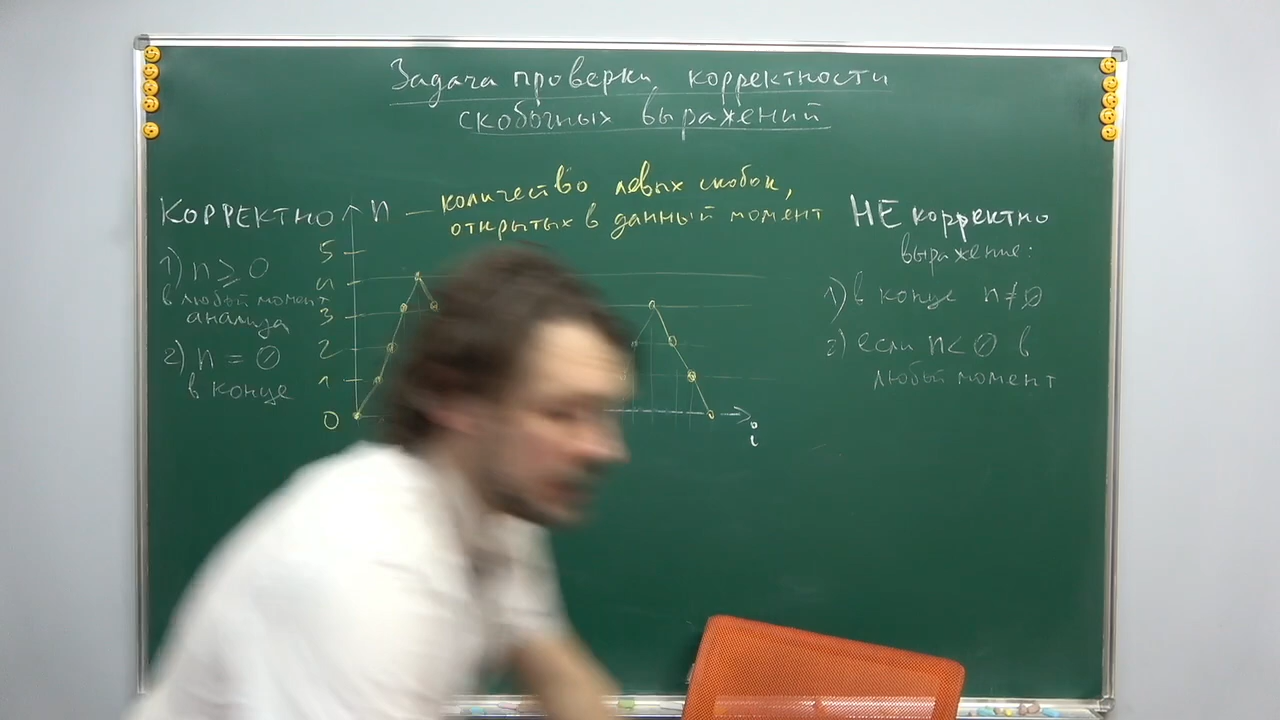 Задача проверки корректности
скобочных выражений
n — количество левых скобок,
открытых в данный момент
КОРРЕКТНО
1) n ≥ 0
в любой момент
анализа
2) n = 0
в конце
5
4
3
2
1
0
i
НЕ корректно
выражение:
1) в конце n ≠ 0
2) если n < 0 в
любый момент